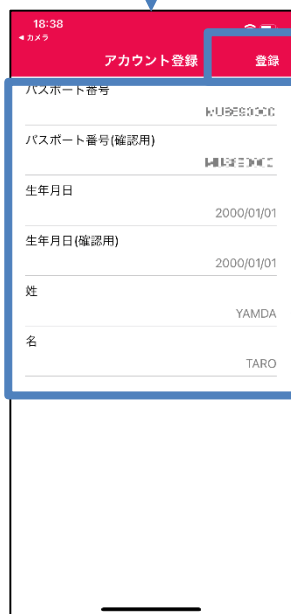 18:38
◀ カメラ
アカウント登録
登録
パスポート番号
パスポート番号(確認用)
生年月日
2000/01/01
生年月日(確認用)
2000/01/01
姓
YAMDA
名
TARO